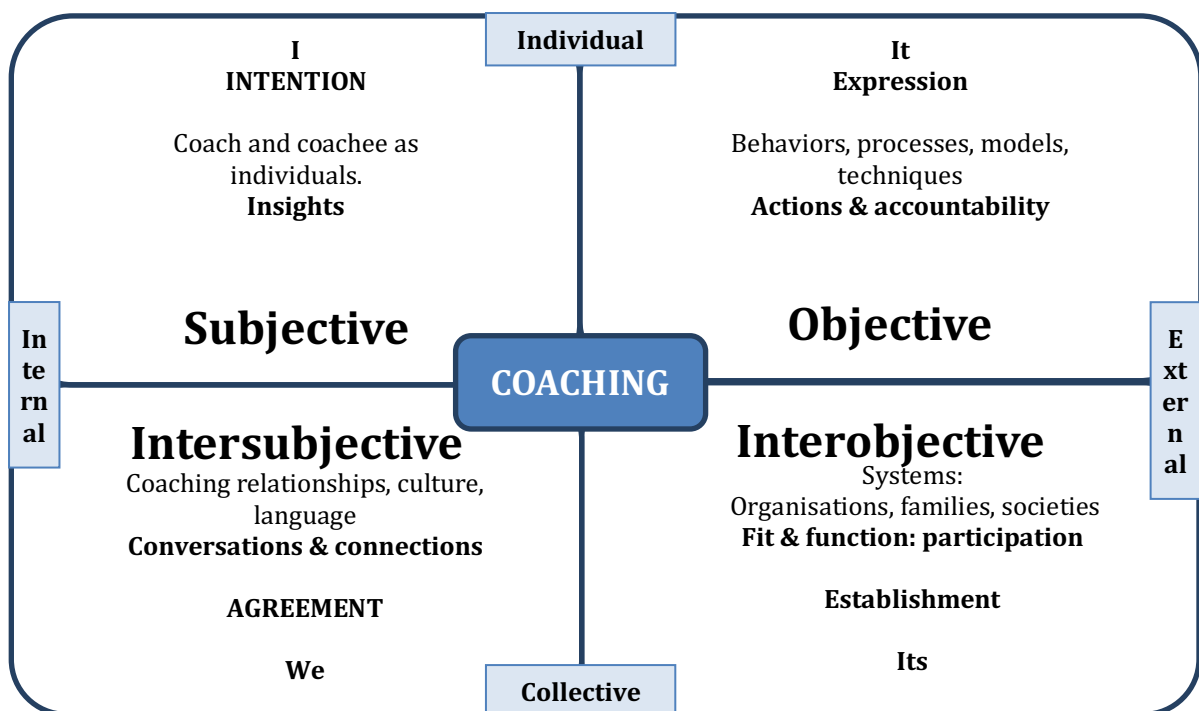 Individual
I
INTENTION
Coach and coachee as
individuals.
Insights
Subjective
It
Expression
Behaviors, processes, models,
techniques
Actions & accountability
Objective
In
te
rn
al
COACHING
E
xt
er
n
al
Intersubjective
Coaching relationships, culture,
language
Conversations & connections
AGREEMENT
We
Interobjective
Systems:
Organisations, families, societies
Fit & function: participation
Establishment
Its
Collective